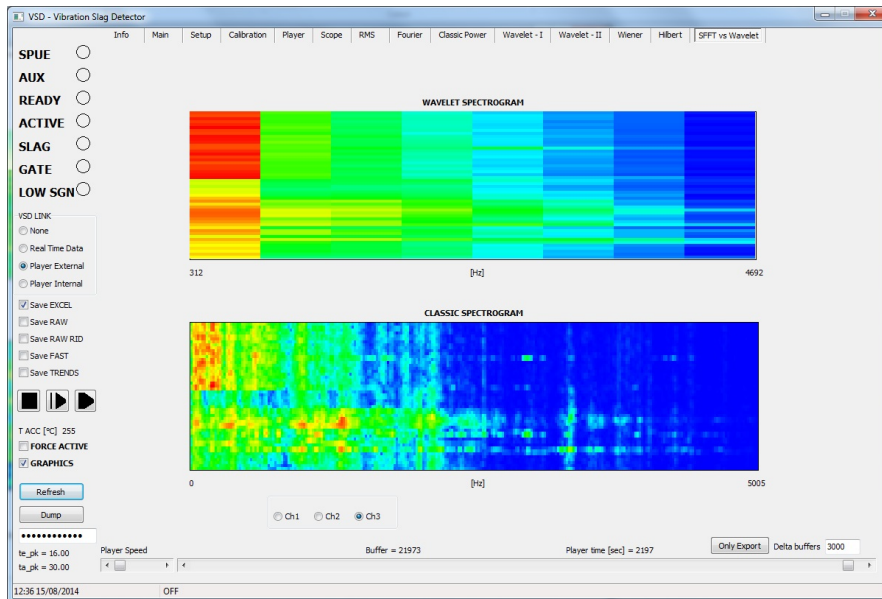 VSD - Vibration Slag Detector
Info Main Setup Calibration Player Scope RMS Fourier Classic Power Wavelet - I Wavelet - II Wiener Hilbert SFFT vs Wavelet
SPUE
AUX
READY
ACTIVE
SLAG
GATE
LOW SGN
VSD LINK
None
Real Time Data
Player External
Player Internal
Save EXCEL
Save RAW
Save RAW RID
Save FAST
Save TRENDS
T ACC [ºC] 255
FORCE ACTIVE
GRAPHICS
Refresh
Dump
te_pk = 16.00
ta_pk = 30.00
WAVELET SPECTROGRAM
312 [Hz] 4692
CLASSIC SPECTROGRAM
0 [Hz] 5005
Ch1 Ch2 Ch3
Only Export Delta buffers 3000
Player Speed Buffer = 21973 Player time [sec] = 2197
12:36 15/08/2014 OFF